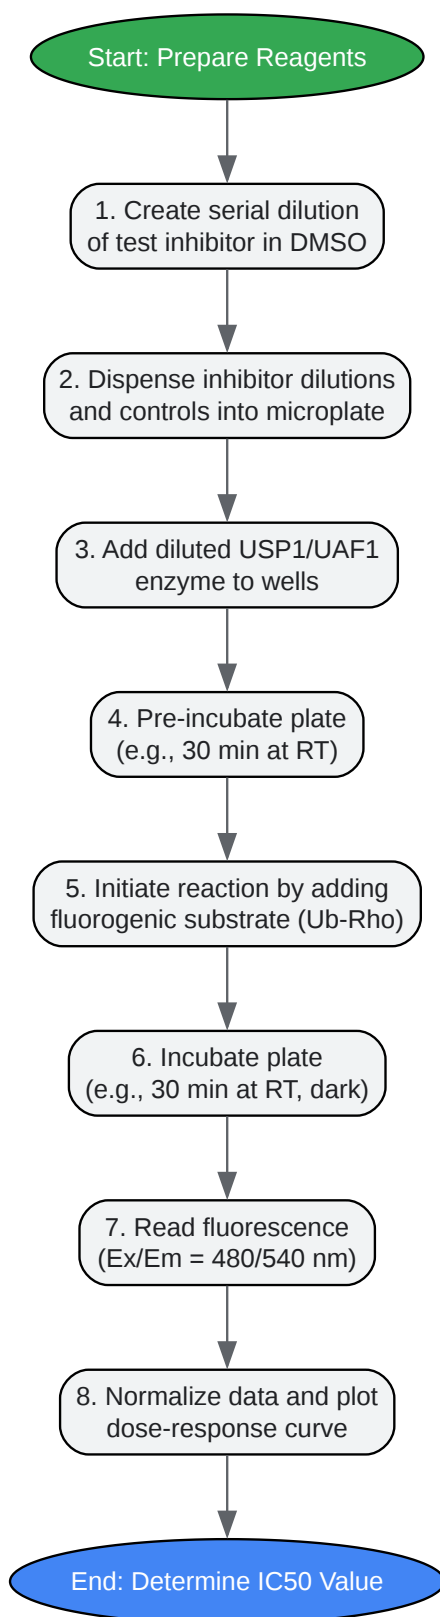 Start: Prepare Reagents
1. Create serial dilution
of test inhibitor in DMSO
2. Dispense inhibitor dilutions
and controls into microplate
3. Add diluted USP1/UAF1
enzyme to wells
4. Pre-incubate plate
(e.g., 30 min at RT)
5. Initiate reaction by adding
fluorogenic substrate (Ub-Rho)
6. Incubate plate
(e.g., 30 min at RT, dark)
7. Read fluorescence
(Ex/Em = 480/540 nm)
8. Normalize data and plot
dose-response curve
End: Determine IC50 Value